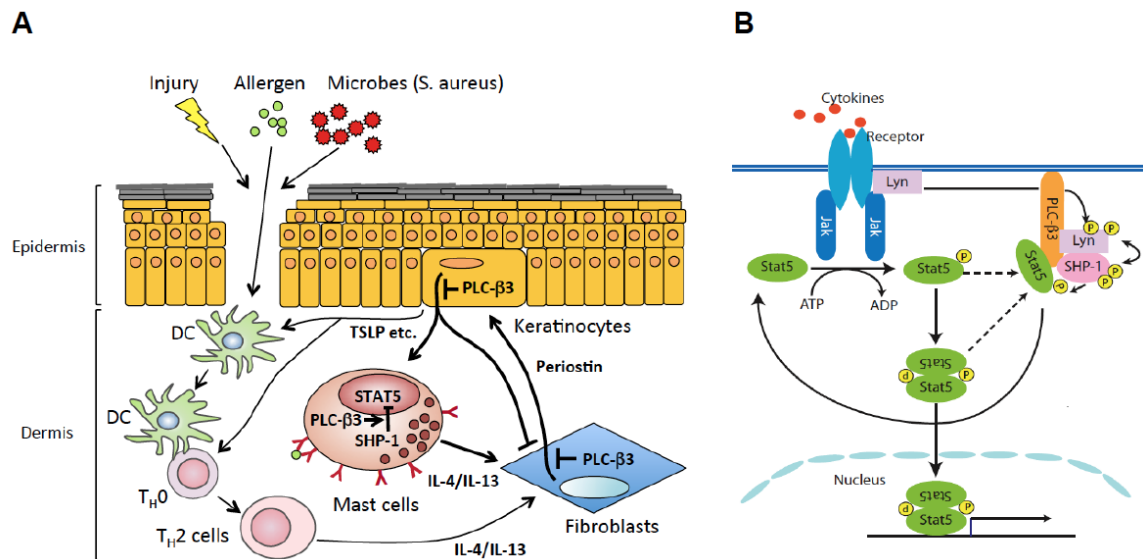 A
Injury
Allergen
Microbes (S. aureus)
Epidermis
PLC-β3
Keratinocytes
DC
TSLP etc.
Periostin
Dermis
DC
STAT5
PLC-β3
SHP-1
PLC-β3
IL-4/IL-13
Mast cells
Fibroblasts
TH0
TH2 cells
IL-4/IL-13
B
Cytokines
Receptor
Lyn
Jak
Jak
PLC-β3
P
P
Lyn
SHP-1
P
P
P
Stat5
Stat5
Stat5
P
ATP
ADP
Stat5
P
Stat5
P
Nucleus
Stat5
P
Stat5
P